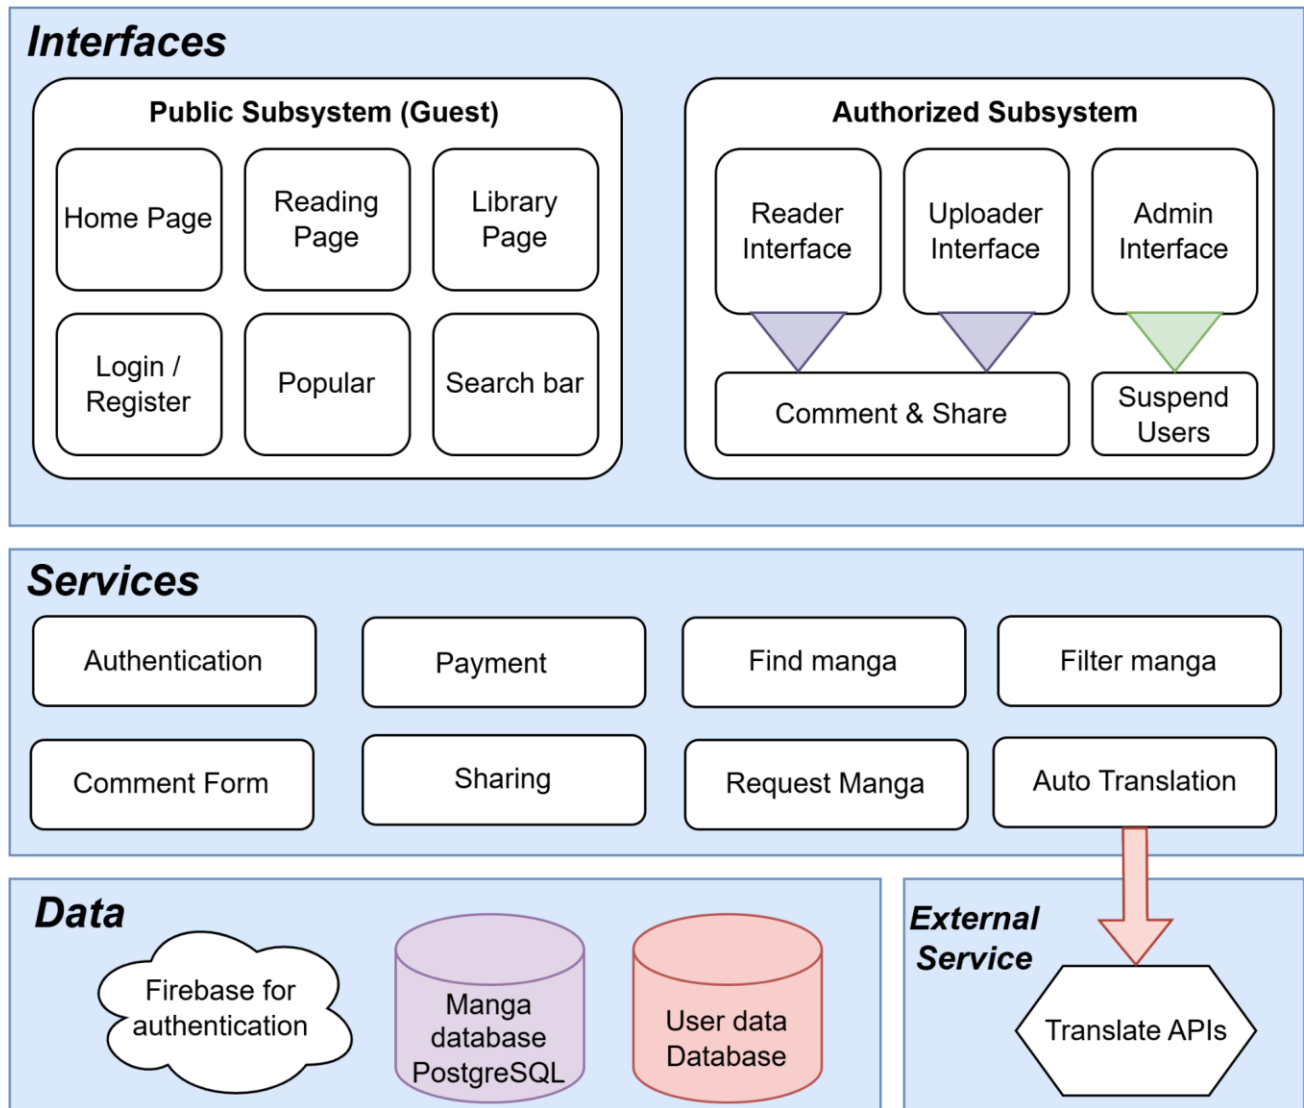 Interfaces
Public Subsystem (Guest)
Home Page
Reading
Page
Library
Page
Login /
Register
Popular
Search bar
Authorized Subsystem
Reader
Interface
Uploader
Interface
Admin
Interface
Comment & Share
Suspend
Users
Services
Authentication
Payment
Find manga
Filter manga
Comment Form
Sharing
Request Manga
Auto Translation
Data
Firebase for
authentication
Manga
database
PostgreSQL
User data
Database
External
Service
Translate APIs